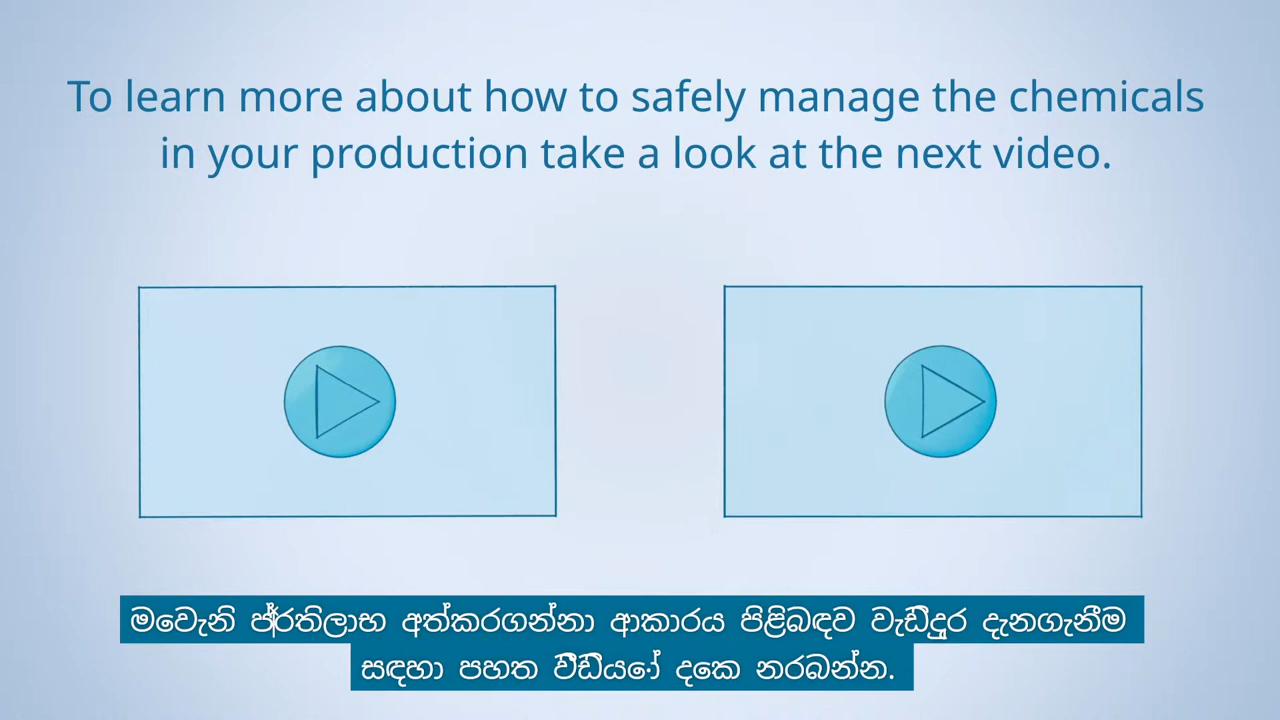 To learn more about how to safely manage the chemicals
in your production take a look at the next video.
මෙවැනි ප්‍රතිලාභ අත්කරගන්නා ආකාරය පිළිබඳව වැඩිදුර දැනගැනීම
සඳහා පහත වීඩියෝ දෙක නරබන්න.